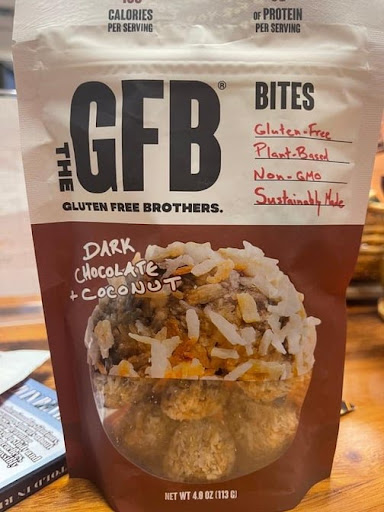 CALORIES
PER SERVING
OF PROTEIN
PER SERVING
THE GFB®
GLUTEN FREE BROTHERS.
BITES
Gluten-Free
Plant-Based
Non-GMO
Sustainably Made
DARK
CHOCOLATE
+ COCONUT
NET WT 4.0 OZ (113 G)